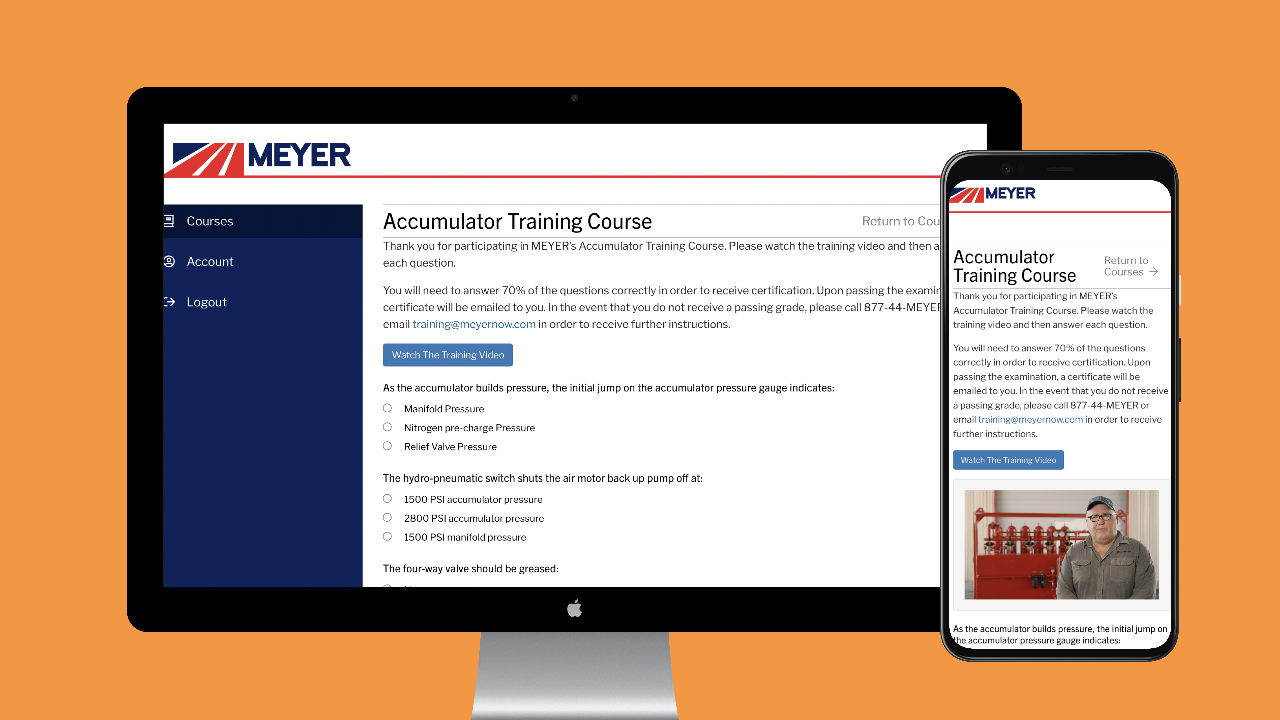 MEYER
Courses
Account
Logout
Accumulator Training Course
Return to Cou
Thank you for participating in MEYER's Accumulator Training Course. Please watch the training video and then a
each question.
You will need to answer 70% of the questions correctly in order to receive certification. Upon passing the examin
certificate will be emailed to you. In the event that you do not receive a passing grade, please call 877-44-MEYER
email training@meyernow.com in order to receive further instructions.
Watch The Training Video
As the accumulator builds pressure, the initial jump on the accumulator pressure gauge indicates:
Manifold Pressure
Nitrogen pre-charge Pressure
Relief Valve Pressure
The hydro-pneumatic switch shuts the air motor back up pump off at:
1500 PSI accumulator pressure
2800 PSI accumulator pressure
1500 PSI manifold pressure
The four-way valve should be greased:
MEYER
Accumulator
Training Course
Return to
Courses →
Thank you for participating in MEYER's
Accumulator Training Course. Please watch the
training video and then answer each question.
You will need to answer 70% of the questions
correctly in order to receive certification. Upon
passing the examination, a certificate will be
emailed to you. In the event that you do not receive
a passing grade, please call 877-44-MEYER or
email training@meyernow.com in order to receive
further instructions.
Watch The Training Video
As the accumulator builds pressure, the initial jump on
the accumulator pressure gauge indicates: